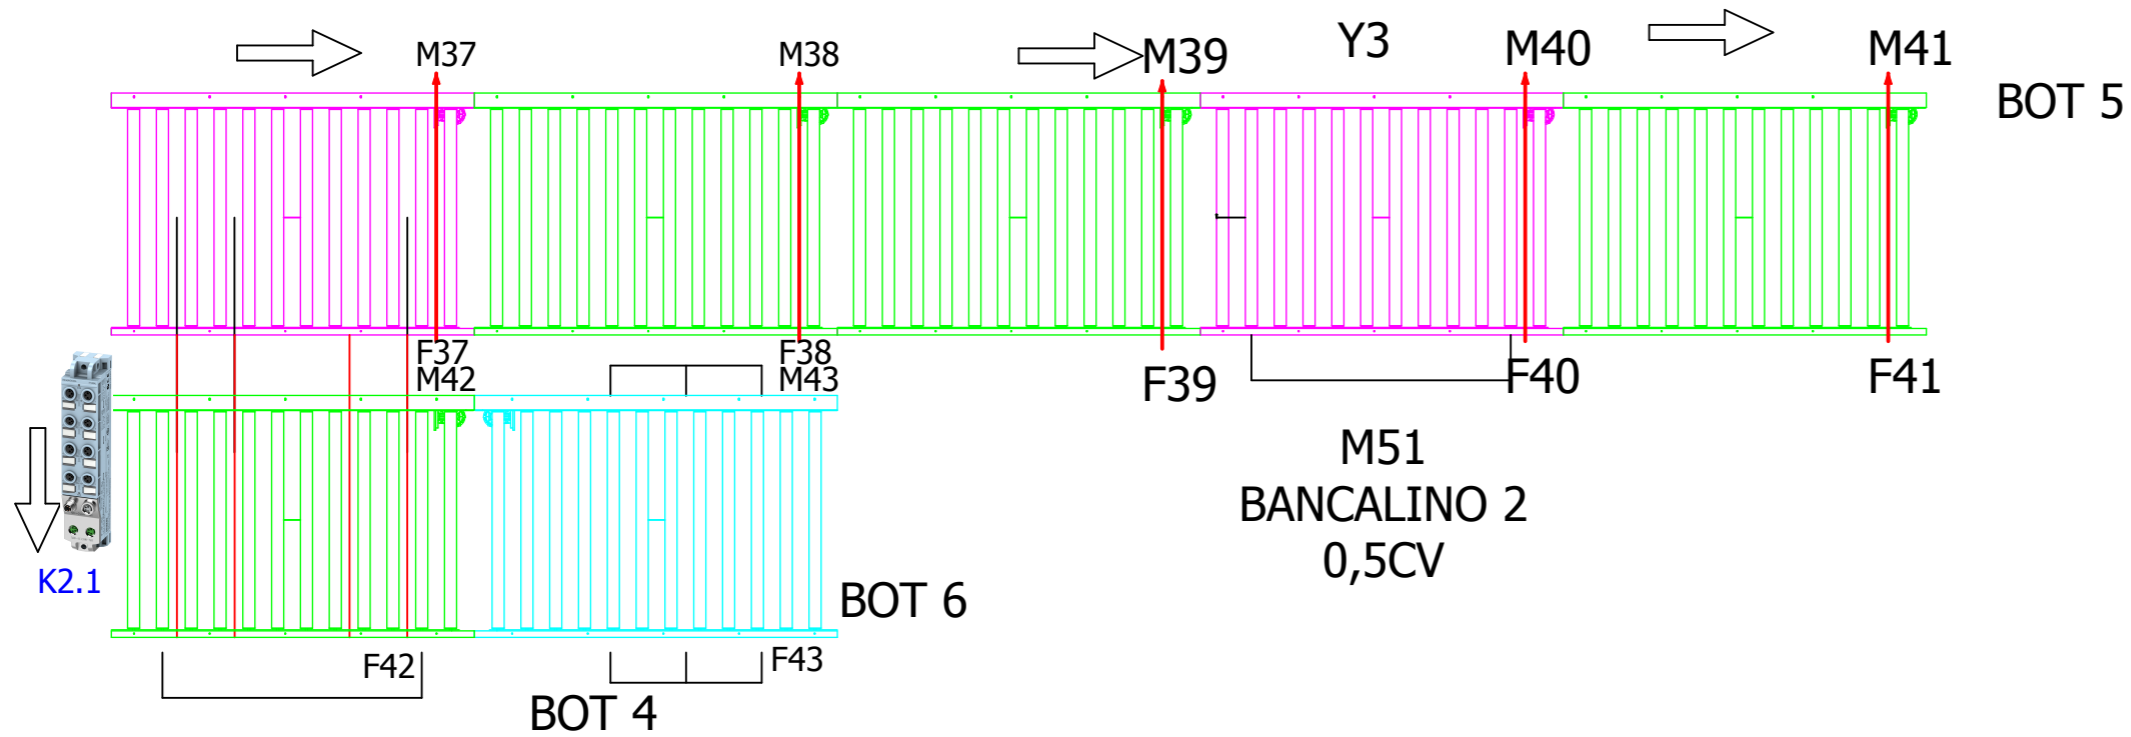 M37
M38
M39
Y3
M40
M41
BOT 5
F37
M42
F38
M43
F39
F40
F41
M51
BANCALINO 2
0,5CV
K2.1
BOT 6
F42
F43
BOT 4